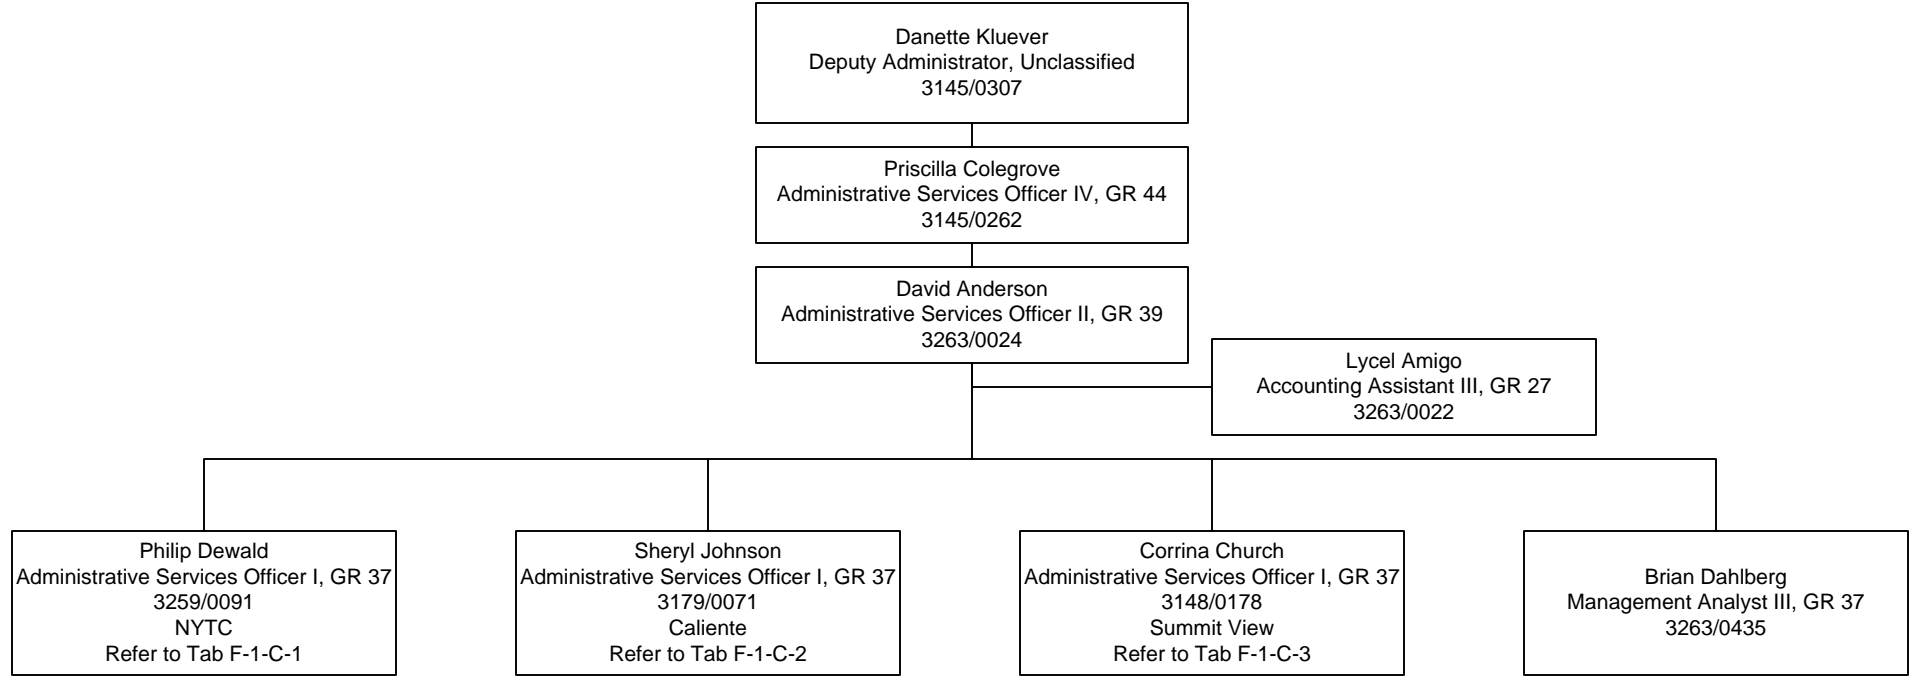 Danette Kluever
Deputy Administrator, Unclassified
3145/0307
Priscilla Colegrove
Administrative Services Officer IV, GR 44
3145/0262
David Anderson
Administrative Services Officer II, GR 39
3263/0024
Lycel Amigo
Accounting Assistant III, GR 27
3263/0022
Philip Dewald
Administrative Services Officer I, GR 37
3259/0091
NYTC
Refer to Tab F-1-C-1
Sheryl Johnson
Administrative Services Officer I, GR 37
3179/0071
Caliente
Refer to Tab F-1-C-2
Corrina Church
Administrative Services Officer I, GR 37
3148/0178
Summit View
Refer to Tab F-1-C-3
Brian Dahlberg
Management Analyst III, GR 37
3263/0435